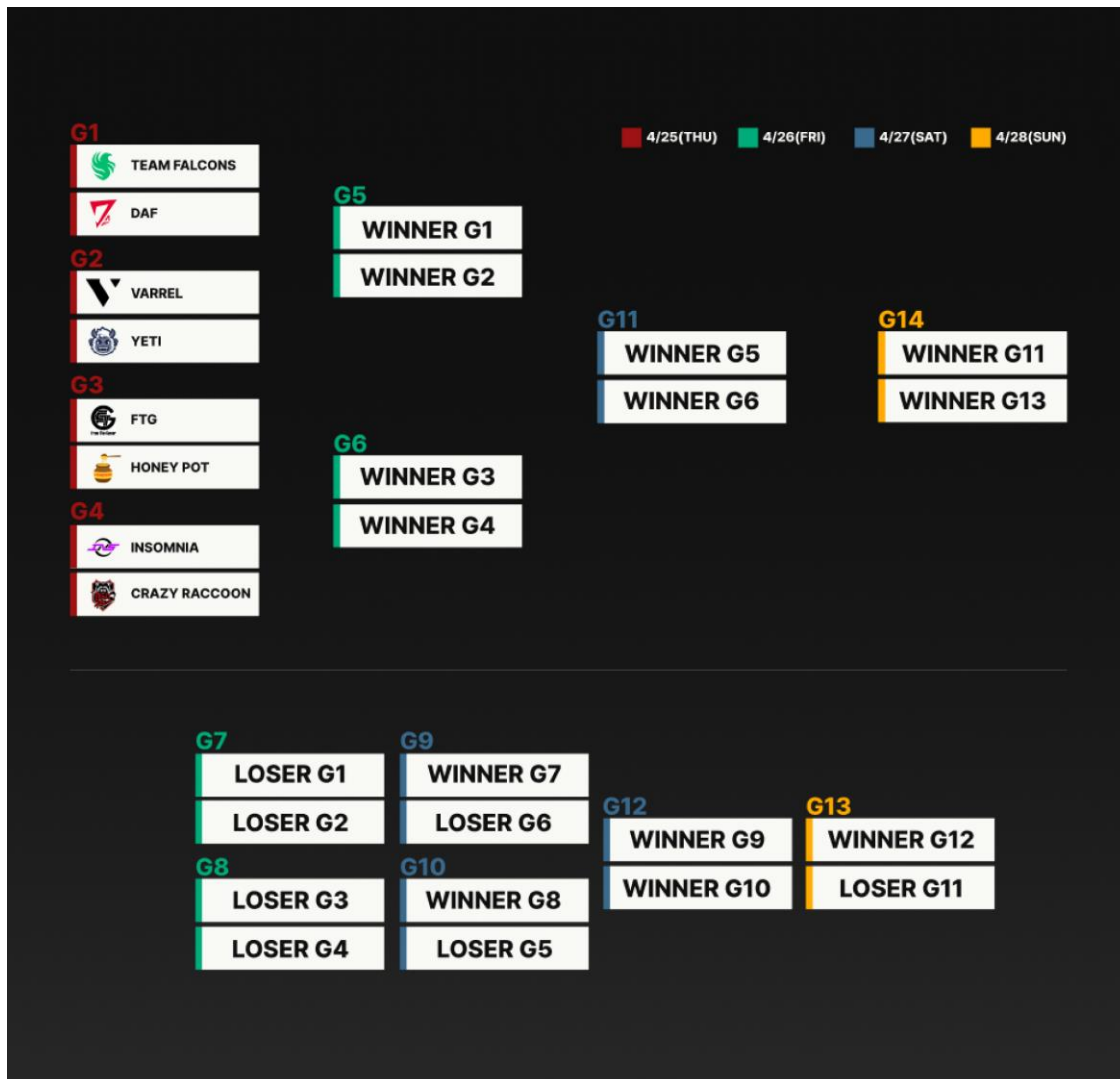 4/25(THU) 4/26(FRI) 4/27(SAT) 4/28(SUN)
G1
TEAM FALCONS
DAF
G2
VARREL
YETI
G3
FTG
HONEY POT
G4
INSOMNIA
CRAZY RACCOON
G5
WINNER G1
WINNER G2
G6
WINNER G3
WINNER G4
G11
WINNER G5
WINNER G6
G14
WINNER G11
WINNER G13
G7
LOSER G1
LOSER G2
G8
LOSER G3
LOSER G4
G9
WINNER G7
LOSER G6
G10
WINNER G8
LOSER G5
G12
WINNER G9
WINNER G10
G13
WINNER G12
LOSER G11